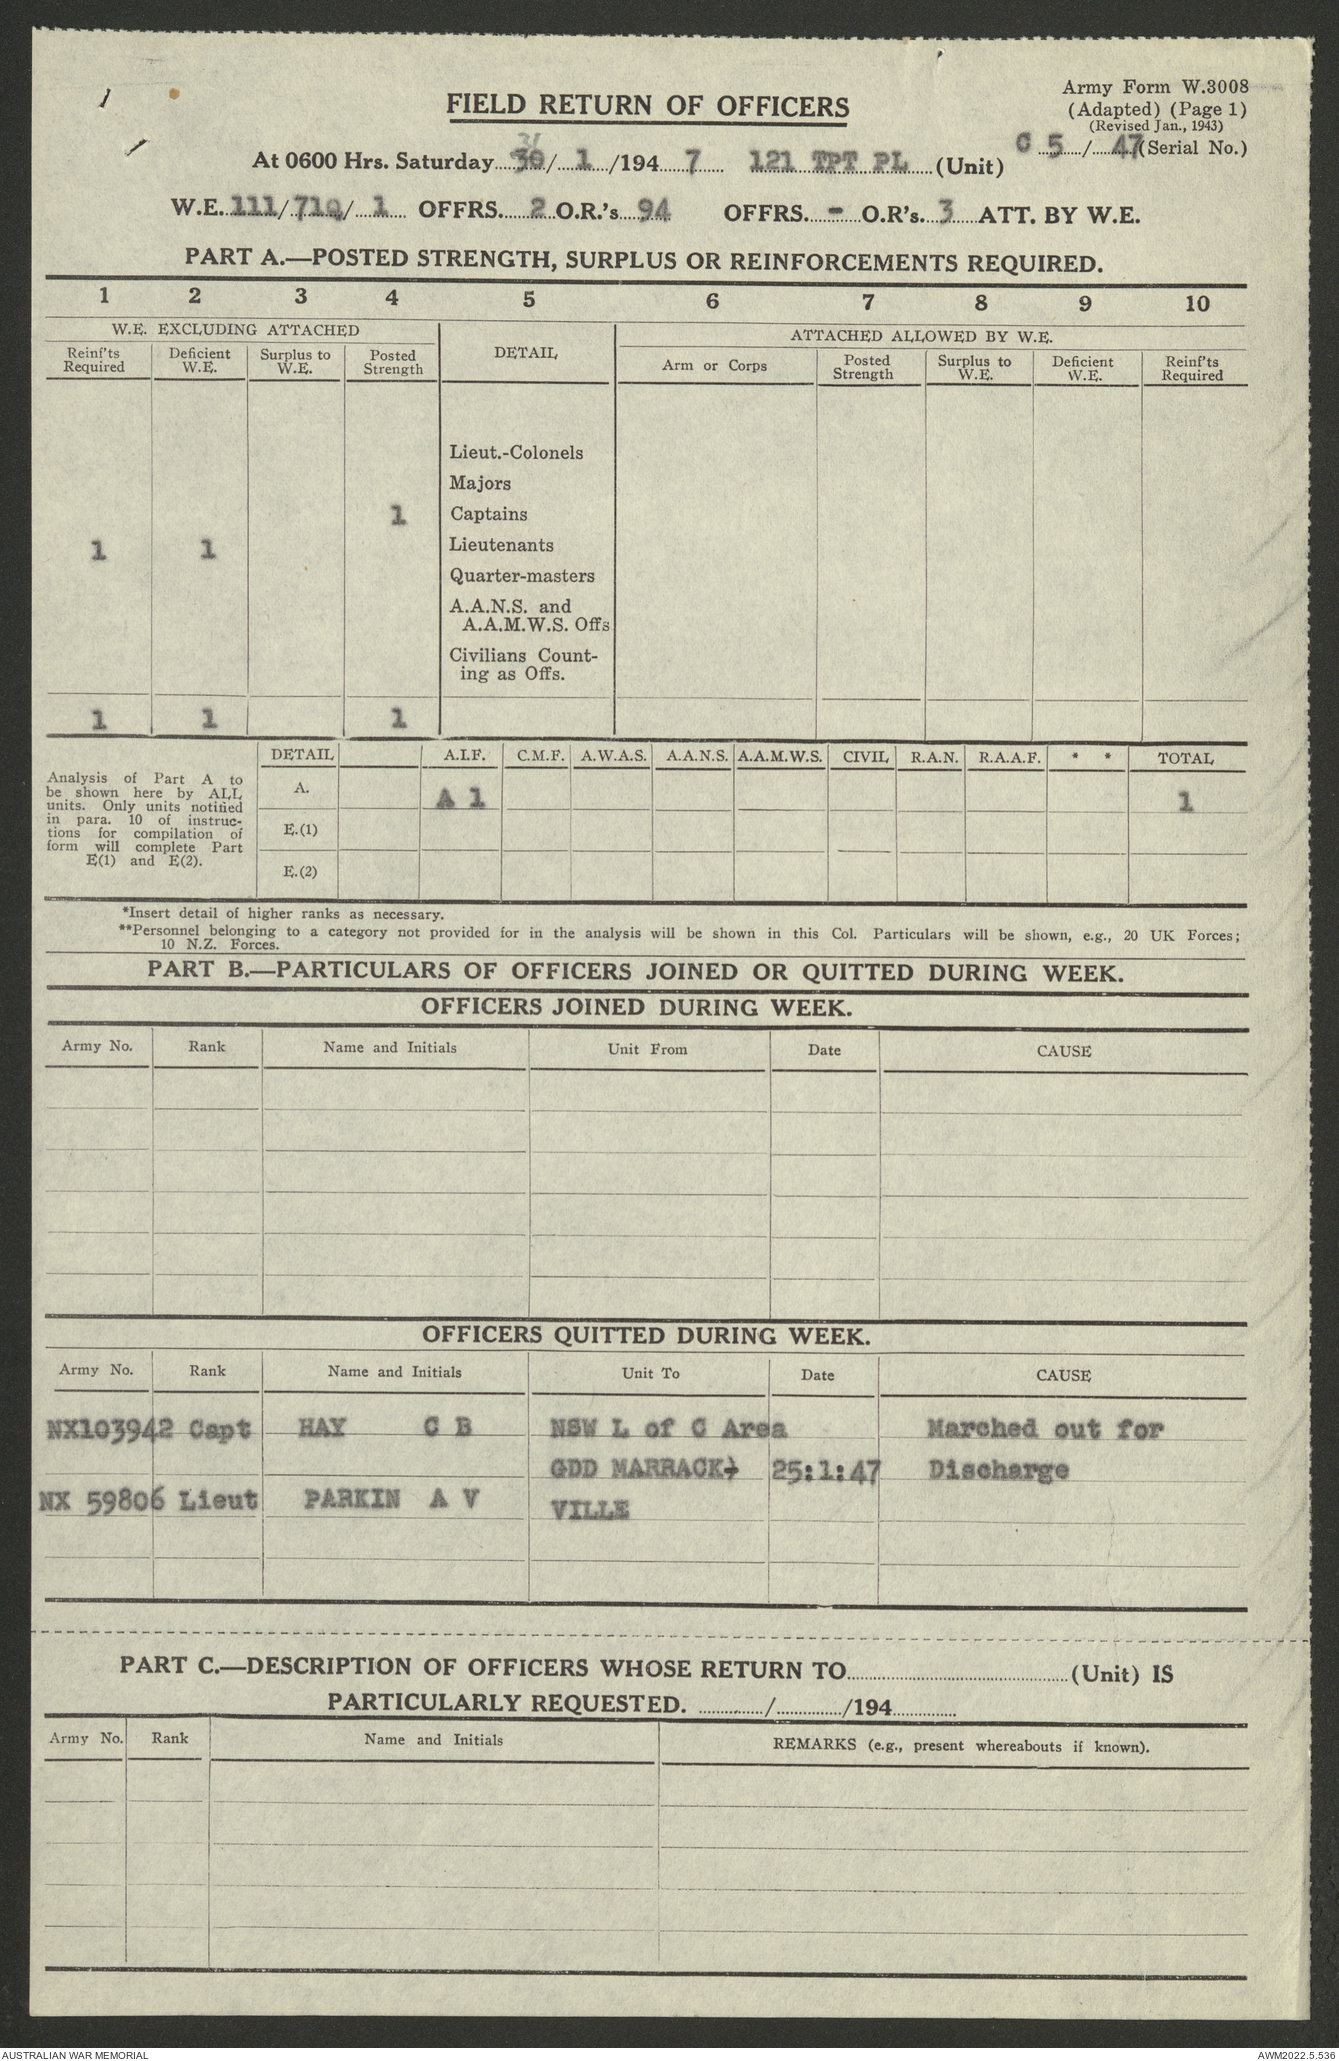 Army Form W.3008
(Adapted) (Page 1)
(Revised Jan., 1943)
FIELD RETURN OF OFFICERS
31
At 0600 Hrs. Saturday 30/ 1 /194 7 121 TPT PL (Unit) C 5 / 47 (Serial No.)
W.E. 111/ / 1 OFFRS. 2 O.R.'s 94 OFFRS. - O.R's. 3 ATT. BY W.E.
PART A.—POSTED STRENGTH, SURPLUS OR REINFORCEMENTS REQUIRED.
1 2 3 4 5 6 7 8 9 10
W.E. EXCLUDING ATTACHED DETAIL ATTACHED ALLOWED BY W.E.
Reinf'ts Required Deficient W.E. Surplus to W.E. Posted Strength Arm or Corps Posted Strength Surplus to W.E. Deficient W.E. Reinf'ts Required
Lieut.-Colonels
Majors
1 Captains
1 1 Lieutenants
Quarter-masters
A.A.N.S. and
A.A.M.W.S. Offs
Civilians Count-
ing as Offs.
1 1 1
DETAIL A.I.F. C.M.F. A.W.A.S. A.A.N.S. A.A.M.W.S. CIVIL R.A.N. R.A.A.F. * * TOTAL
Analysis of Part A to
be shown here by ALL
units. Only units notified
in para. 10 of instruc-
tions for compilation of
form will complete Part
E(1) and E(2).
A. A 1 1
E.(1)
E.(2)
*Insert detail of higher ranks as necessary.
**Personnel belonging to a category not provided for in the analysis will be shown in this Col. Particulars will be shown, e.g., 20 UK Forces;
10 N.Z. Forces.
PART B.—PARTICULARS OF OFFICERS JOINED OR QUITTED DURING WEEK.
OFFICERS JOINED DURING WEEK.
Army No. Rank Name and Initials Unit From Date CAUSE
OFFICERS QUITTED DURING WEEK.
Army No. Rank Name and Initials Unit To Date CAUSE
NX103942 Capt HAY C B NSW L of C Area Marched out for
GDD MARRACK- 25:1:47 Discharge
NX 59806 Lieut PARKIN A V VILLE
PART C.—DESCRIPTION OF OFFICERS WHOSE RETURN TO (Unit) IS
PARTICULARLY REQUESTED. / /194
Army No. Rank Name and Initials REMARKS (e.g., present whereabouts if known).
AUSTRALIAN WAR MEMORIAL AWM2022.5.536